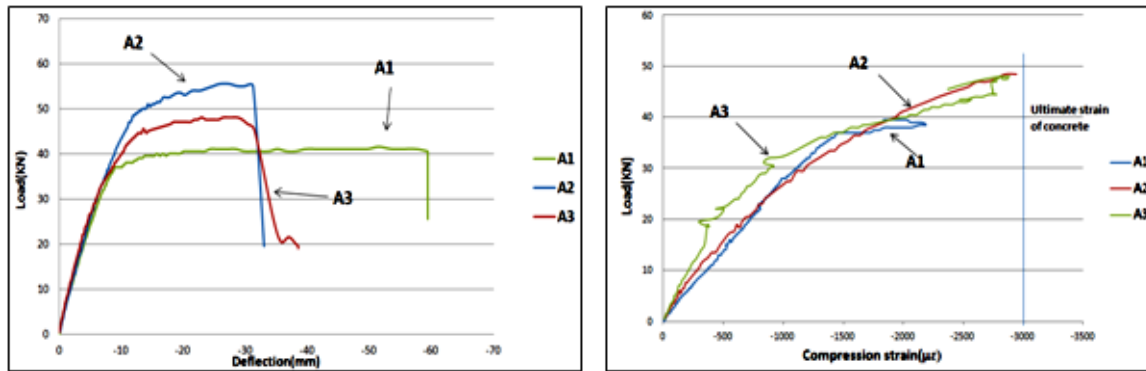 70
60
50
40
30
20
10
0
Load(KN)
A2
A1
A3
A1
A2
A3
0
-10
-20
-30
-40
-50
-60
-70
Deflection(mm)
60
50
40
30
20
10
0
Load(KN)
A2
A3
A1
Ultimate strain
of concrete
A2
A3
0
-500
-1000
-1500
-2000
-2500
-3000
-3500
Compression strain(με)